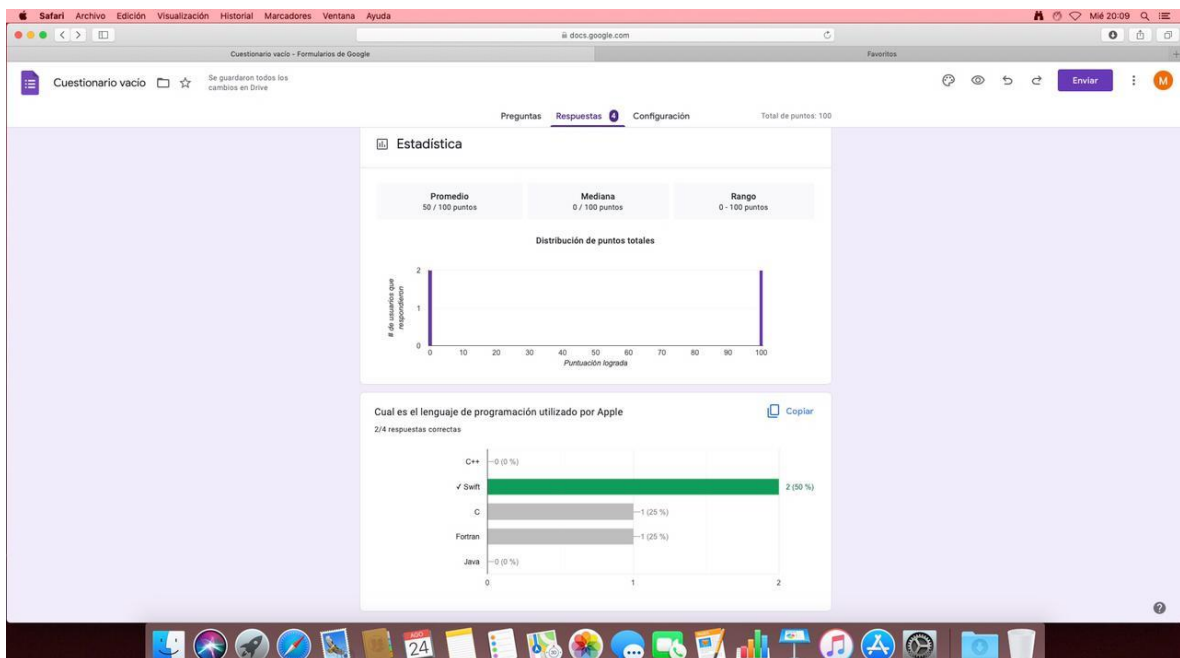 Safari Archivo Edición Visualización Historial Marcadores Ventana Ayuda
Mié 20:09
docs.google.com
Cuestionario vacío - Formularios de Google
Favoritos
Cuestionario vacío
Se guardaron todos los
cambios en Drive
Enviar
M
Preguntas Respuestas 4 Configuración
Total de puntos: 100
Estadística
Promedio
50 / 100 puntos
Mediana
0 / 100 puntos
Rango
0 - 100 puntos
Distribución de puntos totales
# de usuarios que
respondieron
2
1
0
0 10 20 30 40 50 60 70 80 90 100
Puntuación lograda
Cual es el lenguaje de programación utilizado por Apple
Copiar
2/4 respuestas correctas
C++ 0 (0 %)
✓ Swift 2 (50 %)
C 1 (25 %)
Fortran 1 (25 %)
Java 0 (0 %)
0 1 2
AGO
24